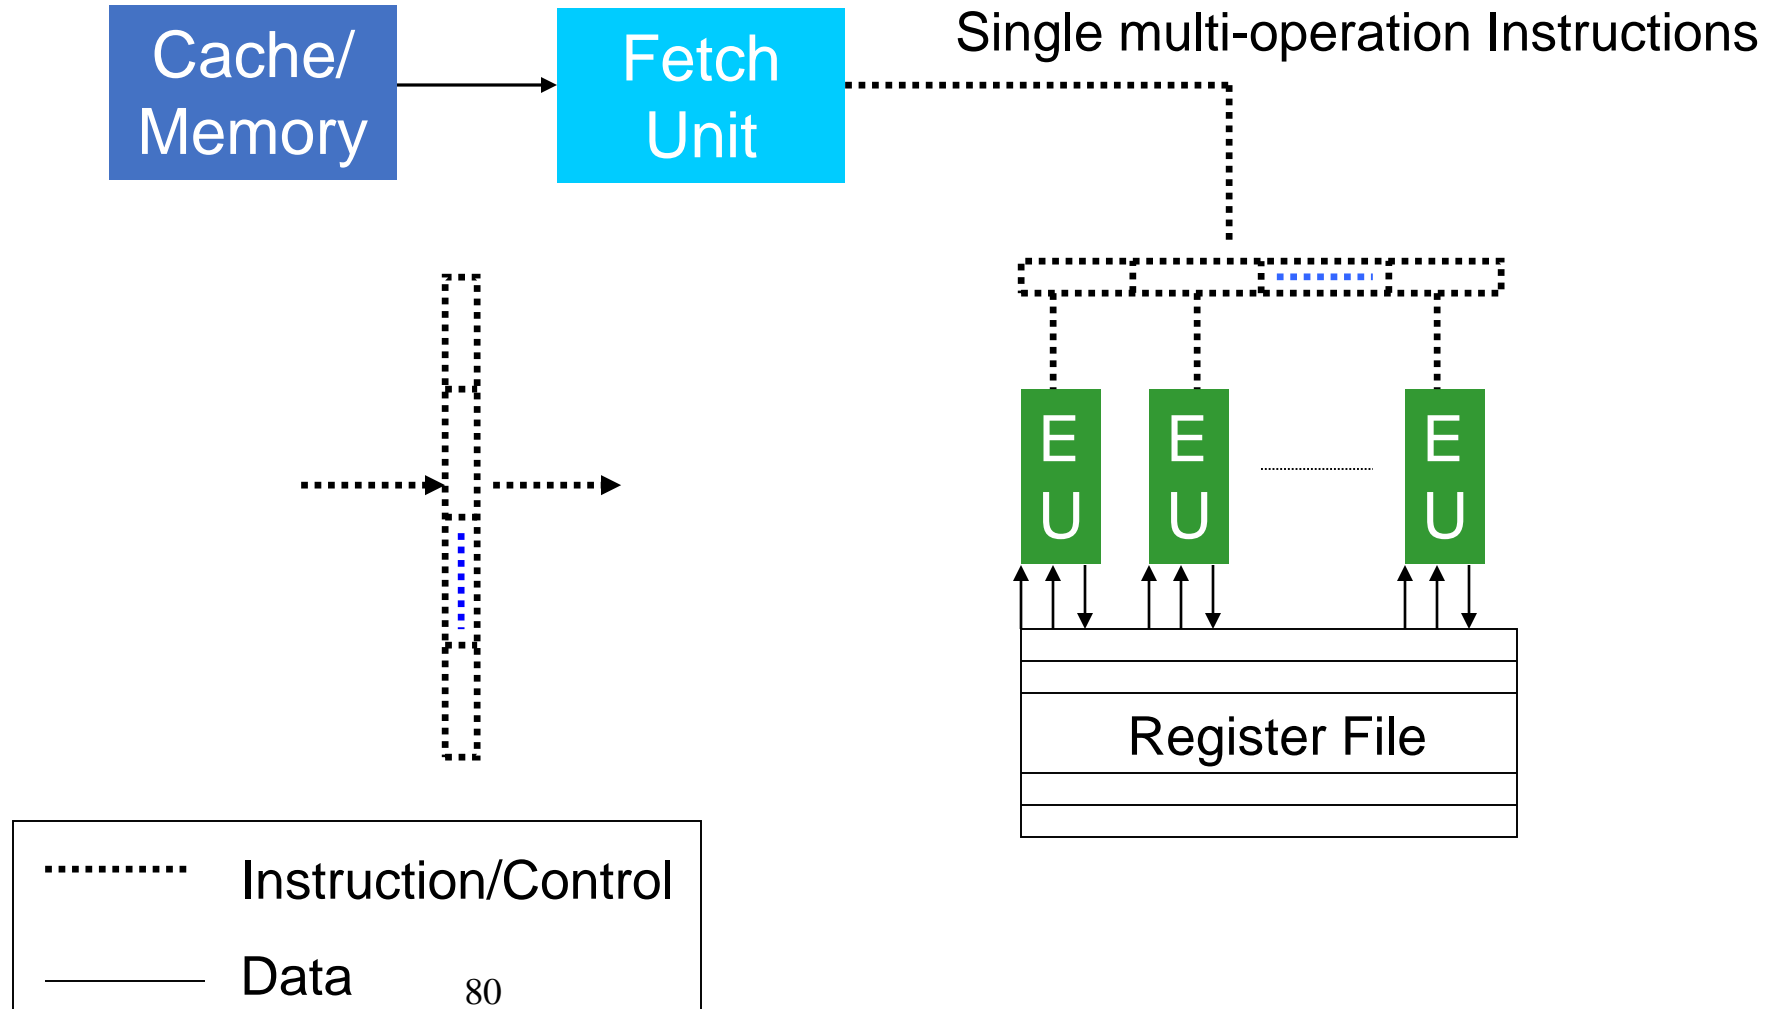 Cache/
Memory
Fetch
Unit
Single multi-operation Instructions
E
U
E
U
E
U
Register File
Instruction/Control
Data
80